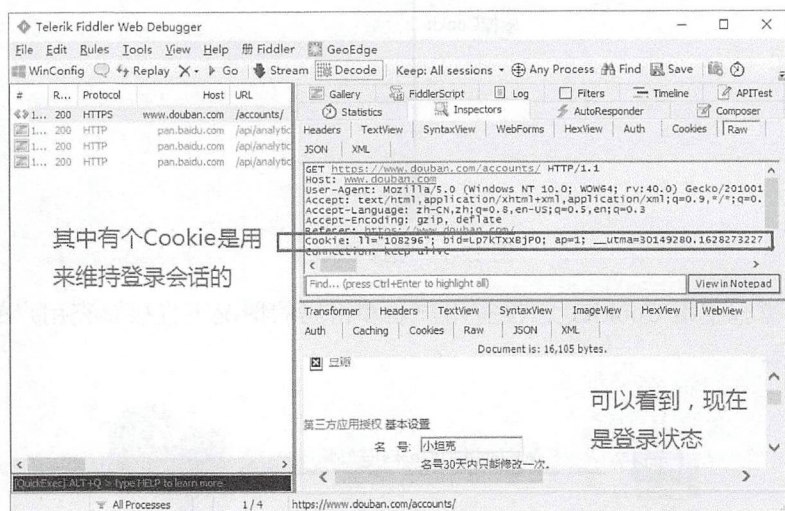 Telerik Fiddler Web Debugger
File Edit Rules Tools View Help Fiddler GeoEdge
WinConfig Replay X Go Stream Decode Keep: All sessions Any Process Find Save
# R... Protocol Host URL
1... 200 HTTPS www.douban.com /accounts/
1... 200 HTTP pan.baidu.com /api/analytic
1... 200 HTTP pan.baidu.com /api/analytic
1... 200 HTTP pan.baidu.com /api/analytic
其中有个Cookie是用
来维持登录会话的
[QuickExec] ALT+Q > type HELP to learn more
Gallery FiddlerScript Log Filters Timeline APITest
Statistics Inspectors AutoResponder Composer
Headers TextView SyntaxView WebForms HexView Auth Cookies Raw
JSON XML
GET https://www.douban.com/accounts/ HTTP/1.1
Host: www.douban.com
User-Agent: Mozilla/5.0 (Windows NT 10.0; WOW64; rv:40.0) Gecko/201001
Accept: text/html,application/xhtml+xml,application/xml;q=0.9,*/*;q=0.
Accept-Language: zh-CN,zh;q=0.8,en-US;q=0.5,en;q=0.3
Accept-Encoding: gzip, deflate
Referer: https://www.douban.com/
Cookie: ll="108296"; bid=Lp7kTXxBjP0; ap=1; __utma=30149280.1628273227
Connection: keep-alive
Find... (press Ctrl+Enter to highlight all) View in Notepad
Transformer Headers TextView SyntaxView ImageView HexView WebView
Auth Caching Cookies Raw JSON XML
Document is: 16,105 bytes.
豆瓣
第三方应用授权 基本设置
名 号: 小坦克
名号30天内只能修改一次。
可以看到，现在
是登录状态
All Processes 1 / 4 https://www.douban.com/accounts/